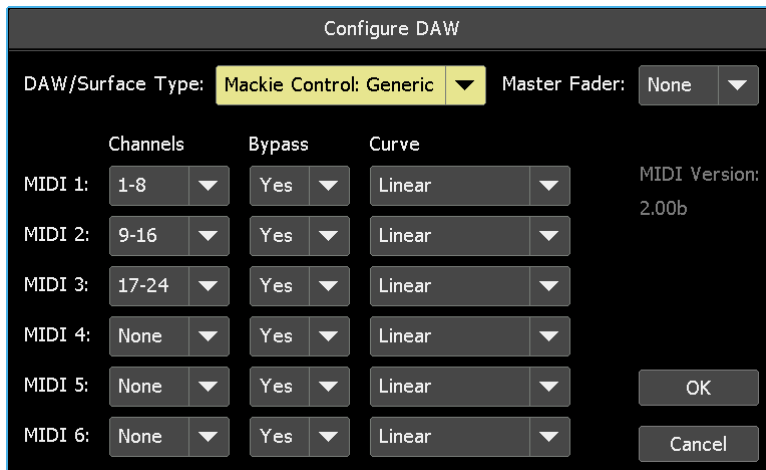 Configure DAW
DAW/Surface Type: Mackie Control: Generic Master Fader: None
Channels Bypass Curve
MIDI 1: 1-8 Yes Linear MIDI Version:
2.00b
MIDI 2: 9-16 Yes Linear
MIDI 3: 17-24 Yes Linear
MIDI 4: None Yes Linear
MIDI 5: None Yes Linear OK
MIDI 6: None Yes Linear Cancel